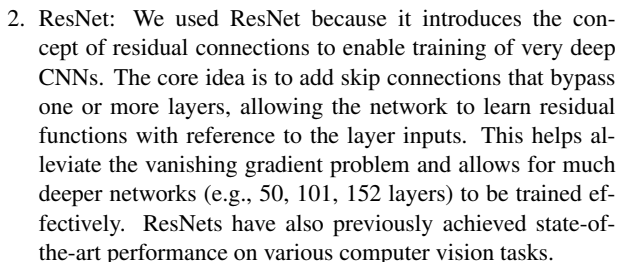 2. ResNet: We used ResNet because it introduces the con-
cept of residual connections to enable training of very deep
CNNs. The core idea is to add skip connections that bypass
one or more layers, allowing the network to learn residual
functions with reference to the layer inputs. This helps al-
leviate the vanishing gradient problem and allows for much
deeper networks (e.g., 50, 101, 152 layers) to be trained ef-
fectively. ResNets have also previously achieved state-of-
the-art performance on various computer vision tasks.